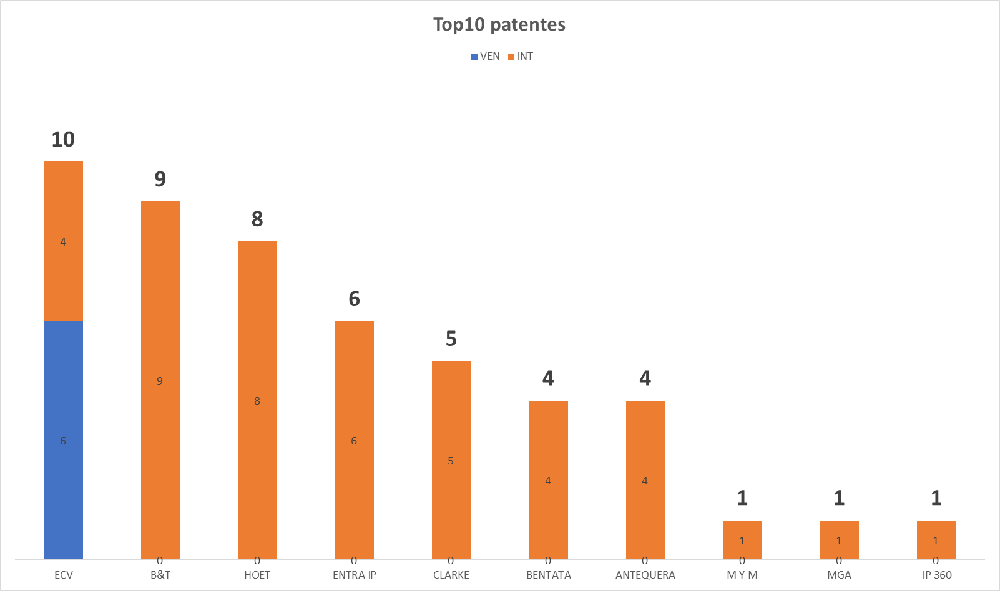 Top10 patentes
VEN INT
10
9
8
6
5
4 4
1 1 1
4
9
8
6 6
5
4 4
1 1 1
0 0 0 0 0 0 0 0 0
ECV B&T HOET ENTRA IP CLARKE BENTATA ANTEQUERA M Y M MGA IP 360